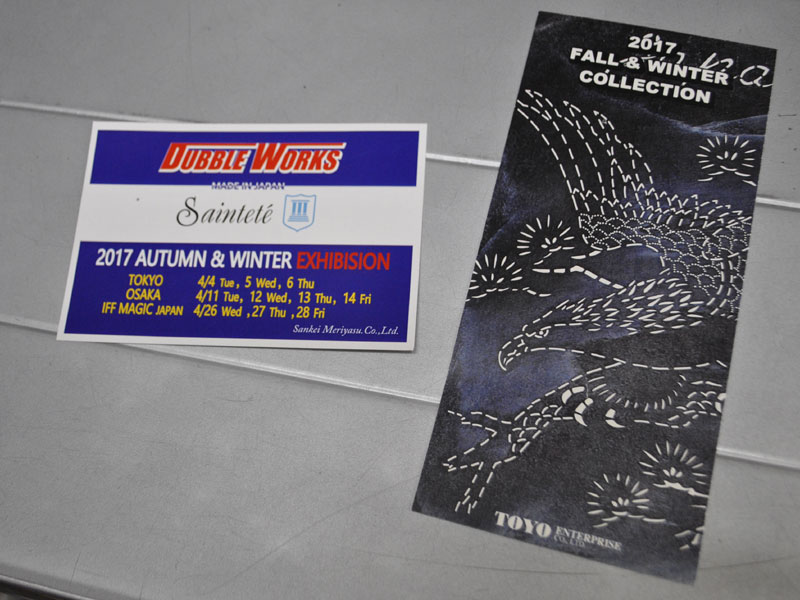 DUBBLE WORKS
MADE IN JAPAN
Sainteté
2017 AUTUMN & WINTER EXHIBISION
TOKYO 4/4 Tue, 5 Wed, 6 Thu
OSAKA 4/11 Tue, 12 Wed, 13 Thu, 14 Fri
IFF MAGIC JAPAN 4/26 Wed ,27 Thu ,28 Fri
Sankei Meriyasu.Co.,Ltd.
2017
FALL & WINTER
COLLECTION
TOYO ENTERPRISE
CO., LTD.